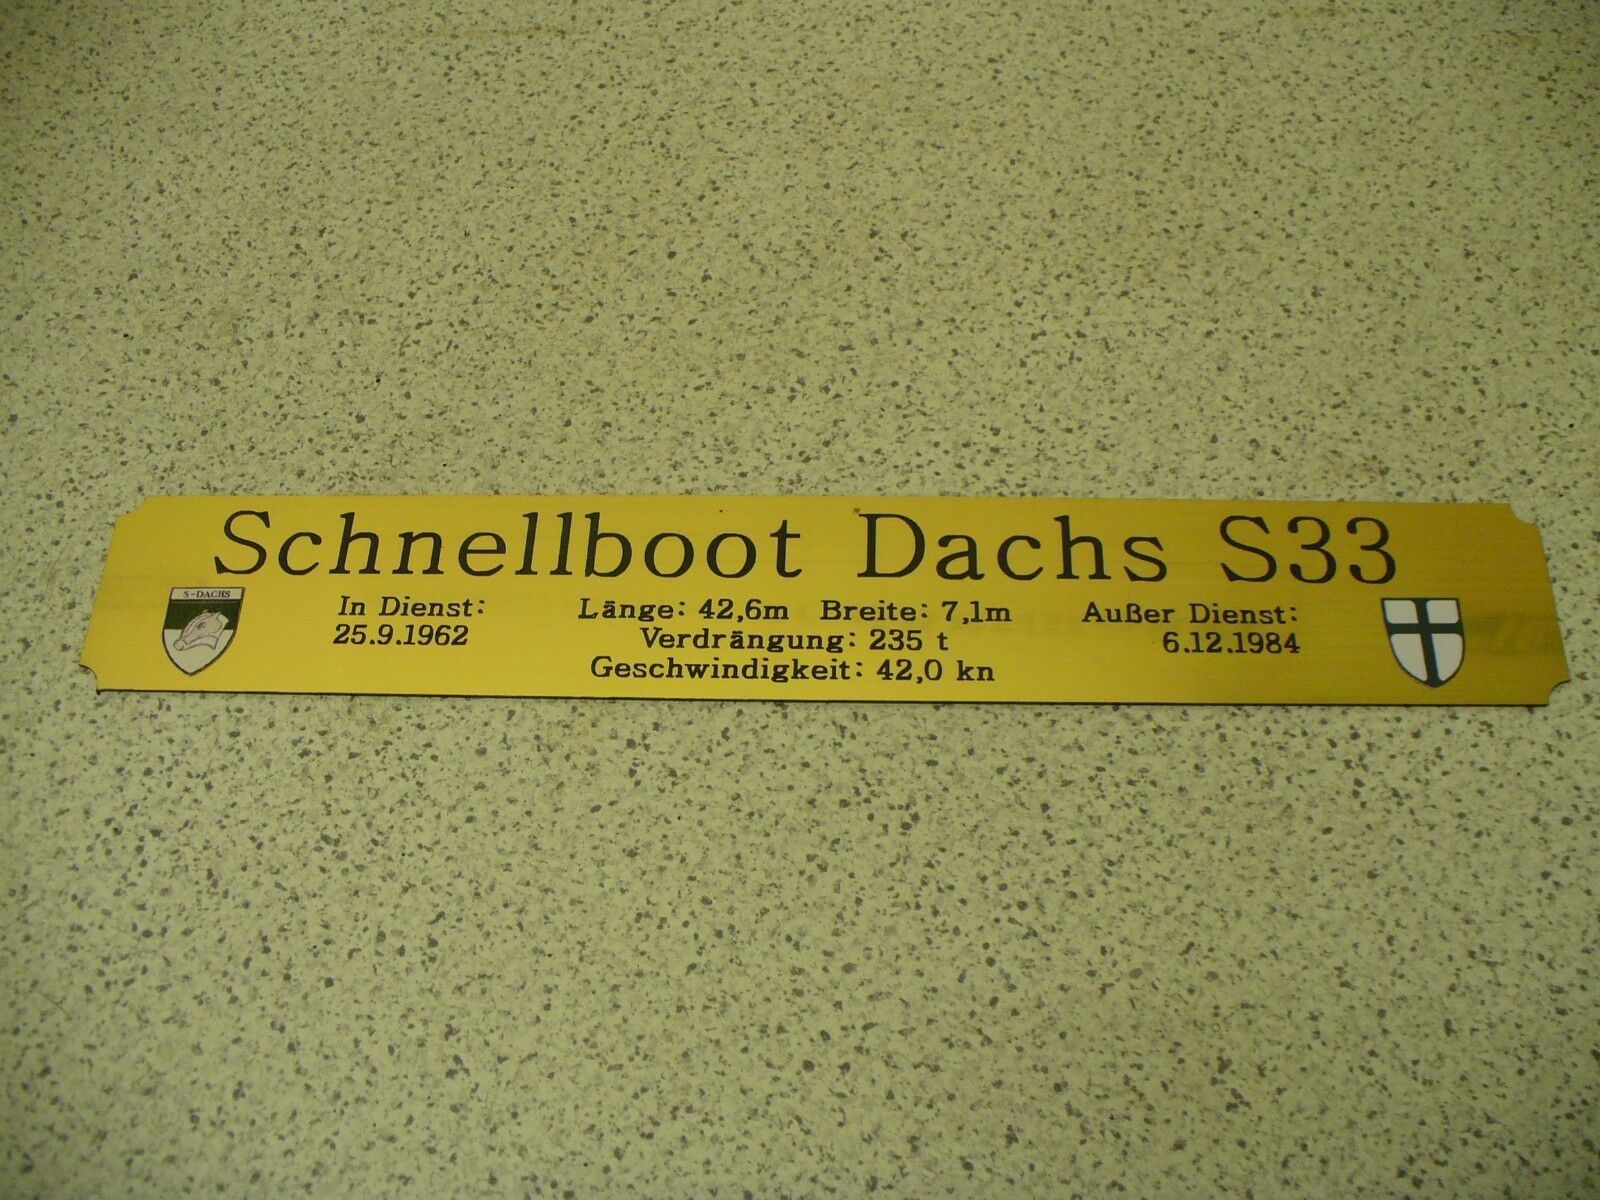 Schnellboot Dachs S33
S-DACHS
In Dienst:
25.9.1962
Länge: 42,6m Breite: 7,1m
Verdrängung: 235 t
Geschwindigkeit: 42,0 kn
Außer Dienst:
6.12.1984